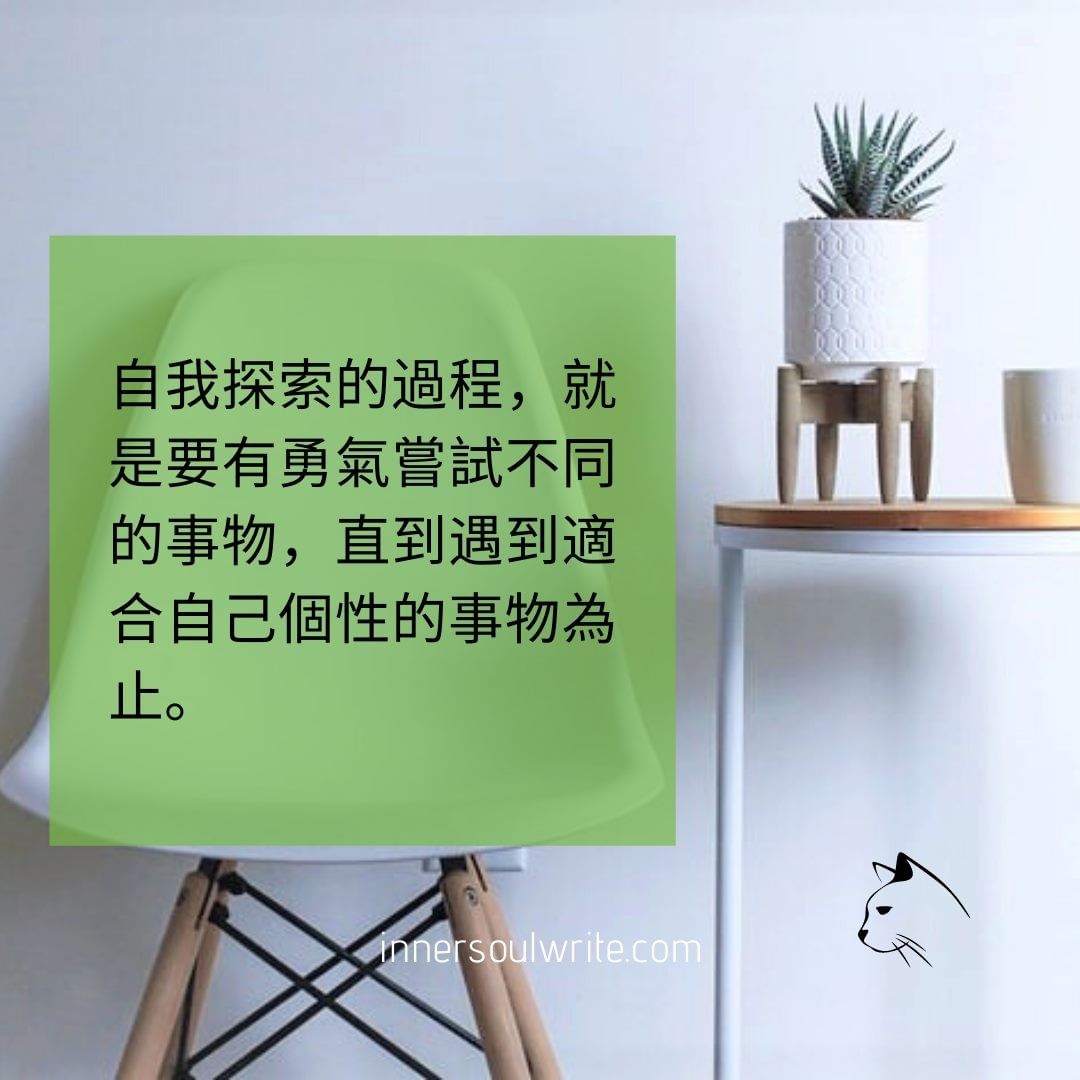 自我探索的過程，就
是要有勇氣嘗試不同
的事物，直到遇到適
合自己個性的事物為
止。
innersoulwrite.com